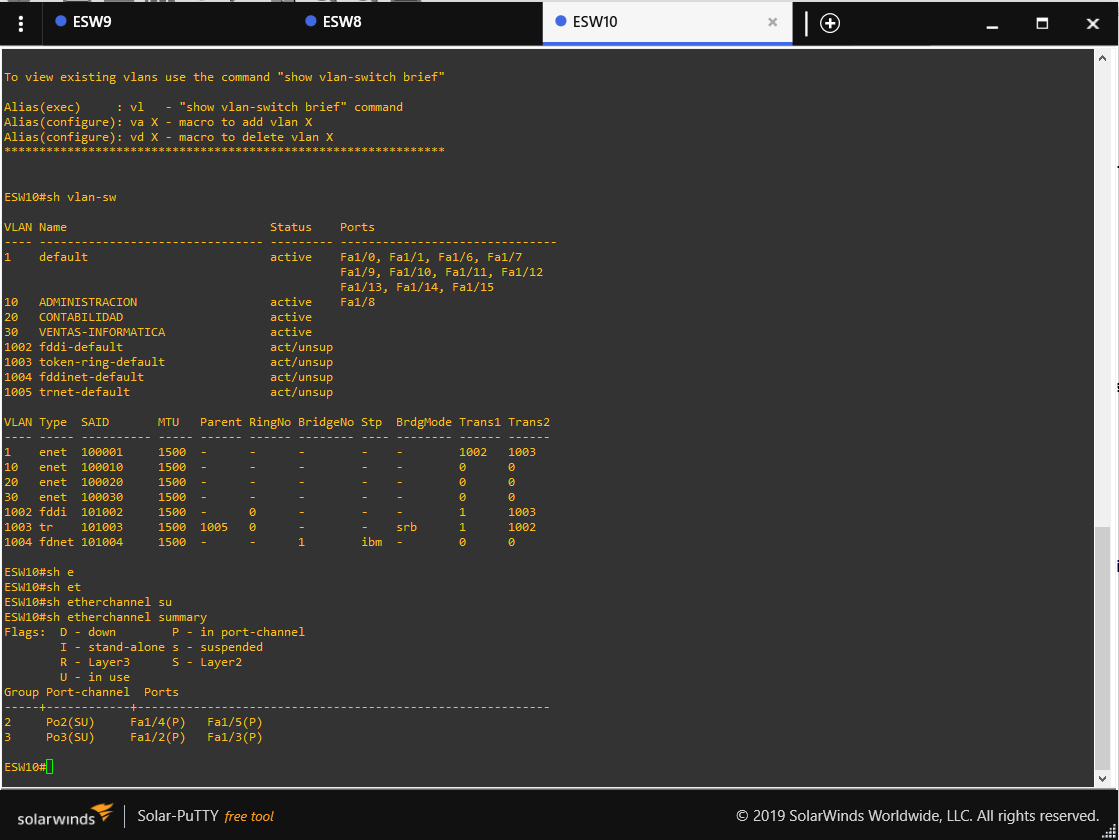 ESW9 ESW8 ESW10
To view existing vlans use the command "show vlan-switch brief"
Alias(exec)     : vl   - "show vlan-switch brief" command
Alias(configure): va X - macro to add vlan X
Alias(configure): vd X - macro to delete vlan X
***************************************************************
ESW10#sh vlan-sw
VLAN Name                             Status    Ports
---- -------------------------------- --------- -------------------------------
1    default                          active    Fa1/0, Fa1/1, Fa1/6, Fa1/7
                                                Fa1/9, Fa1/10, Fa1/11, Fa1/12
                                                Fa1/13, Fa1/14, Fa1/15
10   ADMINISTRACION                   active    Fa1/8
20   CONTABILIDAD                     active
30   VENTAS-INFORMATICA               active
1002 fddi-default                     act/unsup
1003 token-ring-default               act/unsup
1004 fddinet-default                  act/unsup
1005 trnet-default                    act/unsup
VLAN Type  SAID       MTU   Parent RingNo BridgeNo Stp  BrdgMode Trans1 Trans2
---- ----- ---------- ----- ------ ------ -------- ---- -------- ------ ------
1    enet  100001     1500  -      -      -        -    -        1002   1003
10   enet  100010     1500  -      -      -        -    -        0      0
20   enet  100020     1500  -      -      -        -    -        0      0
30   enet  100030     1500  -      -      -        -    -        0      0
1002 fddi  101002     1500  -      0      -        -    -        1      1003
1003 tr    101003     1500  1005   0      -        -    srb      1      1002
1004 fdnet 101004     1500  -      -      1        ibm  -        0      0
ESW10#sh e
ESW10#sh et
ESW10#sh etherchannel su
ESW10#sh etherchannel summary
Flags:  D - down        P - in port-channel
        I - stand-alone s - suspended
        R - Layer3      S - Layer2
        U - in use
Group Port-channel  Ports
-----+------------+-----------------------------------------------------------
2     Po2(SU)     Fa1/4(P)   Fa1/5(P)
3     Po3(SU)     Fa1/2(P)   Fa1/3(P)
ESW10#
solarwinds Solar-PuTTY free tool © 2019 SolarWinds Worldwide, LLC. All rights reserved.